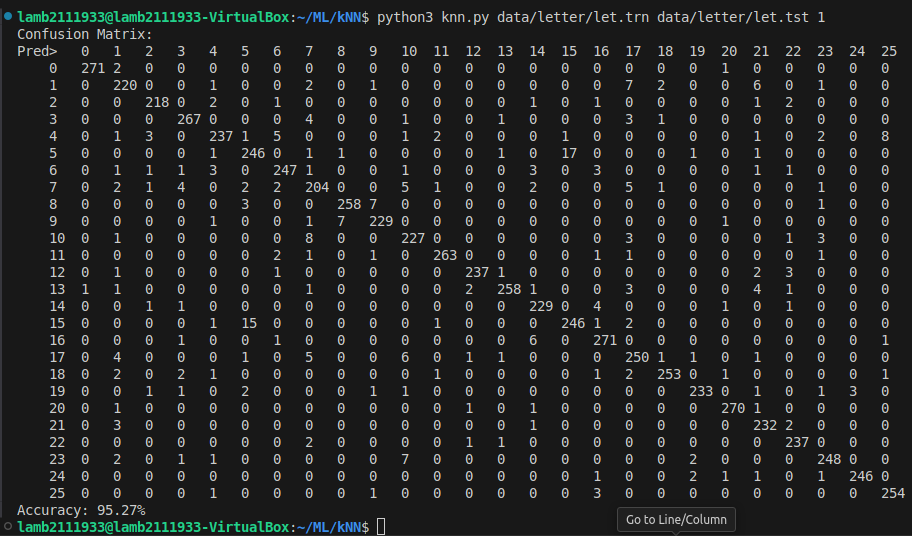 lamb2111933@lamb2111933-VirtualBox:~/ML/kNN$ python3 knn.py data/letter/let.trn data/letter/let.tst 1
Confusion Matrix:
Pred> 0 1 2 3 4 5 6 7 8 9 10 11 12 13 14 15 16 17 18 19 20 21 22 23 24 25
0 271 2 0 0 0 0 0 0 0 0 0 0 0 0 0 0 0 0 0 0 1 0 0 0 0 0
1 0 220 0 0 1 0 0 2 0 1 0 0 0 0 0 0 0 7 2 0 0 6 0 1 0 0
2 0 0 218 0 2 0 1 0 0 0 0 0 0 0 1 0 1 0 0 0 0 1 2 0 0 0
3 0 0 0 267 0 0 0 4 0 0 1 0 0 1 0 0 0 3 1 0 0 0 0 0 0 0
4 0 1 3 0 237 1 5 0 0 0 1 2 0 0 0 1 0 0 0 0 0 1 0 2 0 8
5 0 0 0 0 1 246 0 1 1 0 0 0 0 1 0 17 0 0 0 1 0 1 0 0 0 0
6 0 1 1 1 3 0 247 1 0 0 1 0 0 0 3 0 3 0 0 0 0 1 1 0 0 0
7 0 2 1 4 0 2 2 204 0 0 5 1 0 0 2 0 0 5 1 0 0 0 0 1 0 0
8 0 0 0 0 0 3 0 0 258 7 0 0 0 0 0 0 0 0 0 0 0 0 0 1 0 0
9 0 0 0 0 1 0 0 1 7 229 0 0 0 0 0 0 0 0 0 0 1 0 0 0 0 0
10 0 1 0 0 0 0 0 8 0 0 227 0 0 0 0 0 0 3 0 0 0 0 1 3 0 0
11 0 0 0 0 0 0 2 1 0 1 0 263 0 0 0 0 1 1 0 0 0 0 0 1 0 0
12 0 1 0 0 0 0 1 0 0 0 0 0 237 1 0 0 0 0 0 0 0 2 3 0 0 0
13 1 1 0 0 0 0 0 1 0 0 0 0 2 258 1 0 0 3 0 0 0 4 1 0 0 0
14 0 0 1 1 0 0 0 0 0 0 0 0 0 0 229 0 4 0 0 0 1 0 1 0 0 0
15 0 0 0 0 1 15 0 0 0 0 0 1 0 0 0 246 1 2 0 0 0 0 0 0 0 0
16 0 0 0 1 0 0 1 0 0 0 0 0 0 0 6 0 271 0 0 0 0 0 0 0 0 1
17 0 4 0 0 0 1 0 5 0 0 6 0 1 1 0 0 0 250 1 1 0 1 0 0 0 0
18 0 2 0 2 1 0 0 0 0 0 0 1 0 0 0 0 1 2 253 0 1 0 0 0 0 1
19 0 0 1 1 0 2 0 0 0 1 1 0 0 0 0 0 0 0 0 233 0 1 0 1 3 0
20 0 1 0 0 0 0 0 0 0 0 0 0 1 0 1 0 0 0 0 0 270 1 0 0 0 0
21 0 3 0 0 0 0 0 0 0 0 0 0 0 0 1 0 0 0 0 0 0 232 2 0 0 0
22 0 0 0 0 0 0 0 2 0 0 0 0 1 1 0 0 0 0 0 0 0 0 237 0 0 0
23 0 2 0 1 1 0 0 0 0 0 7 0 0 0 0 0 0 0 0 2 0 0 0 248 0 0
24 0 0 0 0 0 0 0 0 0 0 0 0 0 0 0 0 1 0 0 2 1 1 0 1 246 0
25 0 0 0 0 1 0 0 0 0 1 0 0 0 0 0 0 3 0 0 0 0 0 0 0 0 254
Accuracy: 95.27%
lamb2111933@lamb2111933-VirtualBox:~/ML/kNN$
Go to Line/Column